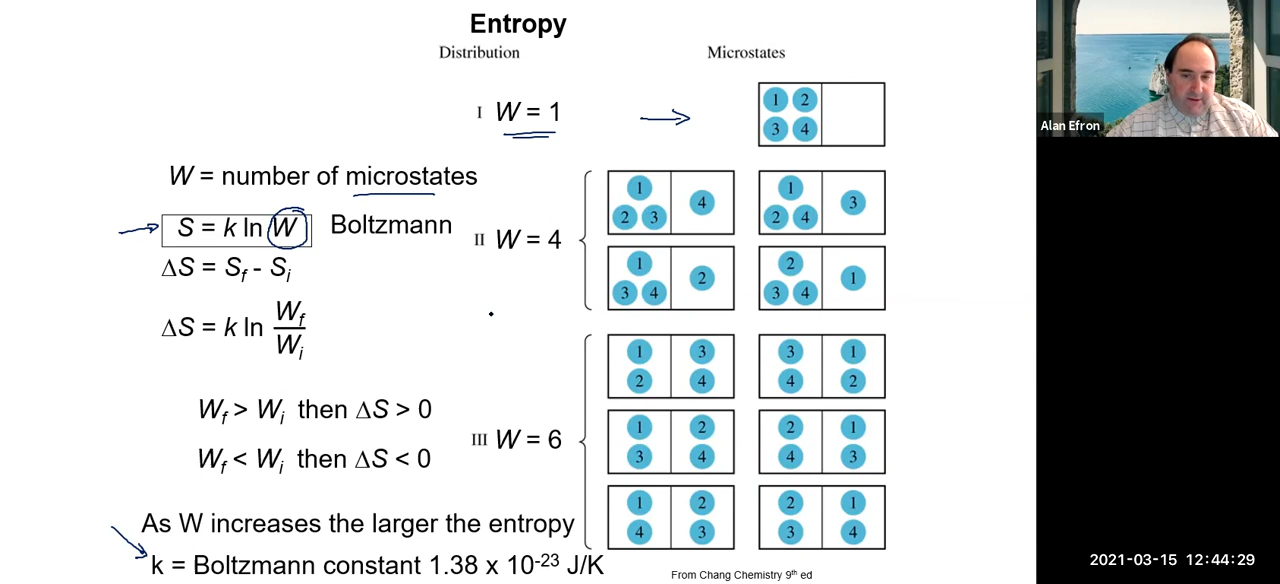 Entropy
Distribution Microstates
I W = 1
1 2
3 4
W = number of microstates
S = k ln W Boltzmann
ΔS = Sf - Si
ΔS = k ln Wf
Wi
II W = 4
1 4 1 3
2 3 2 4
1 2 2 1
3 4 3 4
Wf > Wi then ΔS > 0
Wf < Wi then ΔS < 0
III W = 6
1 3 3 1
2 4 4 2
1 2 2 1
3 4 4 3
1 2 2 1
4 3 3 4
As W increases the larger the entropy
k = Boltzmann constant 1.38 x 10⁻²³ J/K
From Chang Chemistry 9th ed
Alan Efron
2021-03-15 12:44:29